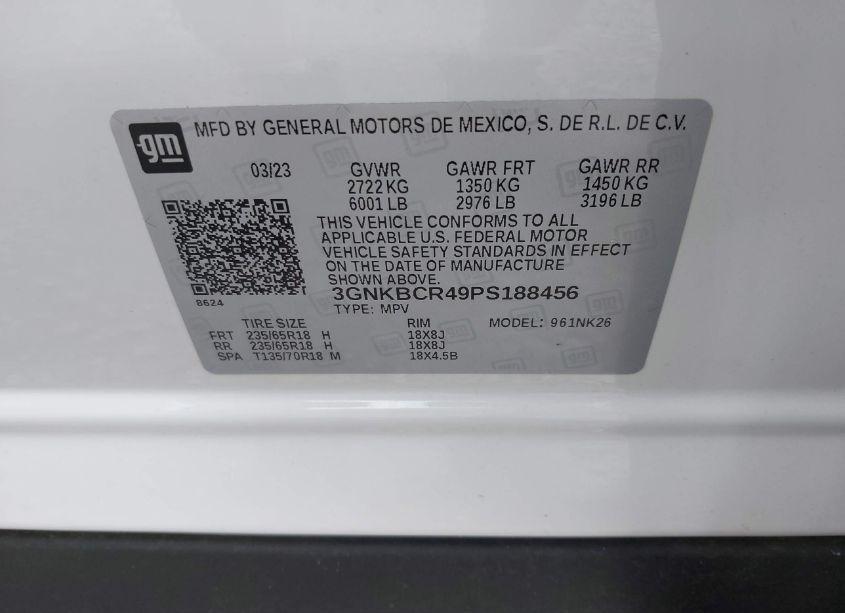 gm
MFD BY GENERAL MOTORS DE MEXICO, S. DE R.L. DE C.V.
03/23 GVWR GAWR FRT GAWR RR
2722 KG 1350 KG 1450 KG
6001 LB 2976 LB 3196 LB
THIS VEHICLE CONFORMS TO ALL
APPLICABLE U.S. FEDERAL MOTOR
VEHICLE SAFETY STANDARDS IN EFFECT
ON THE DATE OF MANUFACTURE
SHOWN ABOVE.
8624
3GNKBCR49PS188456
TYPE: MPV
TIRE SIZE RIM MODEL: 961NK26
FRT 235/65R18 H 18X8J
RR 235/65R18 H 18X8J
SPA T135/70R18 M 18X4.5B